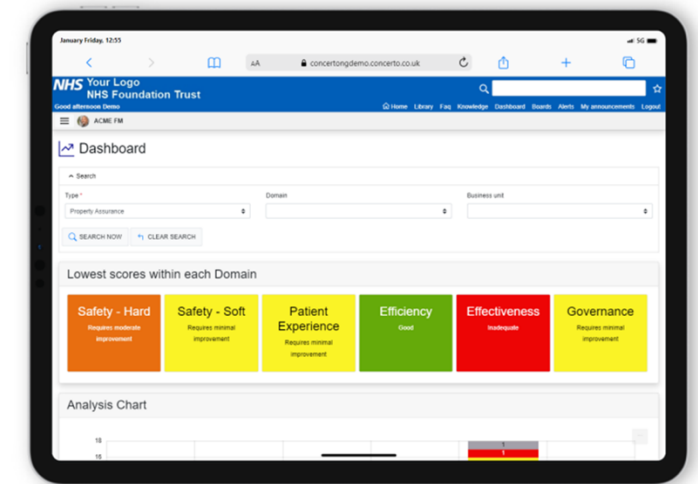 January Friday, 12:55
5G
AA
concertongdemo.concerto.co.uk
NHS Your Logo
NHS Foundation Trust
Good afternoon Demo
Home Library Faq Knowledge Dashboard Boards Alerts My announcements Logout
ACME FM
Dashboard
Search
Type * Domain Business unit
Property Assurance
SEARCH NOW CLEAR SEARCH
Lowest scores within each Domain
Safety - Hard
Requires moderate
improvement
Safety - Soft
Requires minimal
improvement
Patient
Experience
Requires minimal
improvement
Efficiency
Good
Effectiveness
Inadequate
Governance
Requires minimal
improvement
Analysis Chart
18
1
16
1